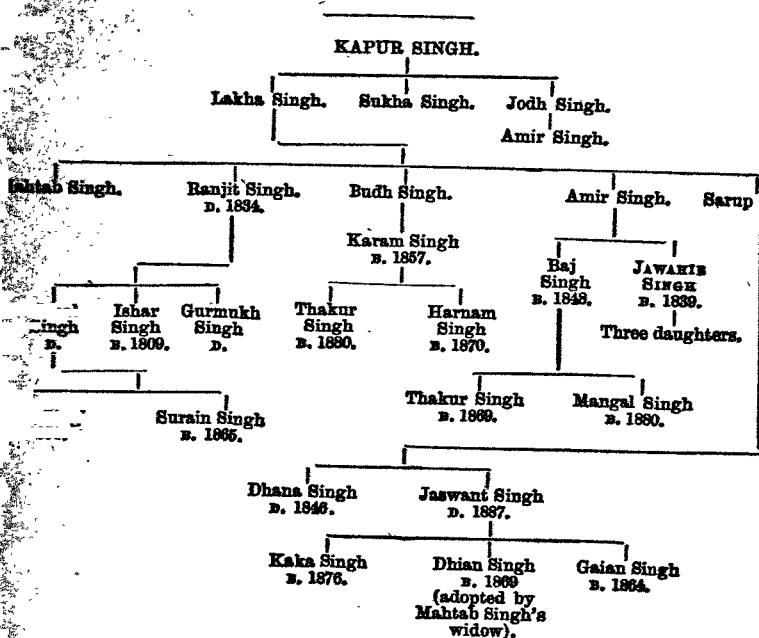 KAPUR SINGH.
Lakha Singh. Sukha Singh. Jodh Singh.
Amir Singh.
Singh. Ranjit Singh. Budh Singh. Amir Singh. Sarup
D. 1834.
Karam Singh
B. 1857.
Baj JAWAHIR
Singh SINGH
B. 1848. B. 1839.
Ishar Gurmukh Thakur Harnam
Singh Singh Singh Singh Singh
D. B. 1809. D. B. 1880. B. 1870.
Three daughters.
Surain Singh Thakur Singh Mangal Singh
B. 1865. B. 1869. B. 1880.
Dhana Singh Jaswant Singh
D. 1846. D. 1887.
Kaka Singh Dhian Singh Gaian Singh
B. 1876. B. 1869 B. 1864.
(adopted by
Mahtab Singh's
widow).